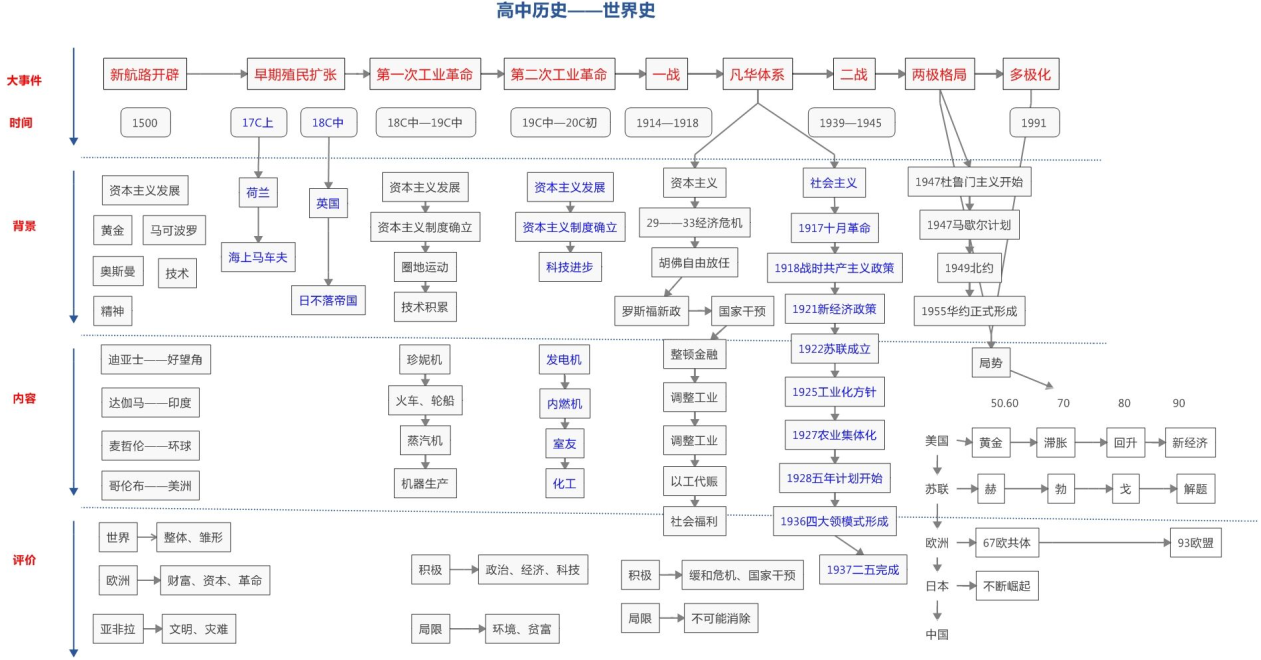 高中历史——世界史
大事件
新航路开辟
早期殖民扩张
第一次工业革命
第二次工业革命
一战
凡华体系
二战
两极格局
多极化
时间
1500
17C上
18C中
18C中—19C中
19C中—20C初
1914—1918
1939—1945
1991
背景
资本主义发展
黄金
马可波罗
奥斯曼
技术
精神
荷兰
海上马车夫
英国
日不落帝国
资本主义发展
资本主义制度确立
圈地运动
技术积累
资本主义发展
资本主义制度确立
科技进步
资本主义
29——33经济危机
胡佛自由放任
罗斯福新政
国家干预
社会主义
1917十月革命
1918战时共产主义政策
1921新经济政策
1922苏联成立
1947杜鲁门主义开始
1947马歇尔计划
1949北约
1955华约正式形成
内容
迪亚士——好望角
达伽马——印度
麦哲伦——环球
哥伦布——美洲
珍妮机
火车、轮船
蒸汽机
机器生产
发电机
内燃机
室友
化工
整顿金融
调整工业
调整工业
以工代赈
社会福利
1925工业化方针
1927农业集体化
1928五年计划开始
1936四大领模式形成
1937二五完成
局势
50.60
70
80
90
美国
黄金
滞胀
回升
新经济
苏联
赫
勃
戈
解题
欧洲
67欧共体
93欧盟
日本
不断崛起
中国
评价
世界
整体、雏形
欧洲
财富、资本、革命
亚非拉
文明、灾难
积极
政治、经济、科技
局限
环境、贫富
积极
缓和危机、国家干预
局限
不可能消除